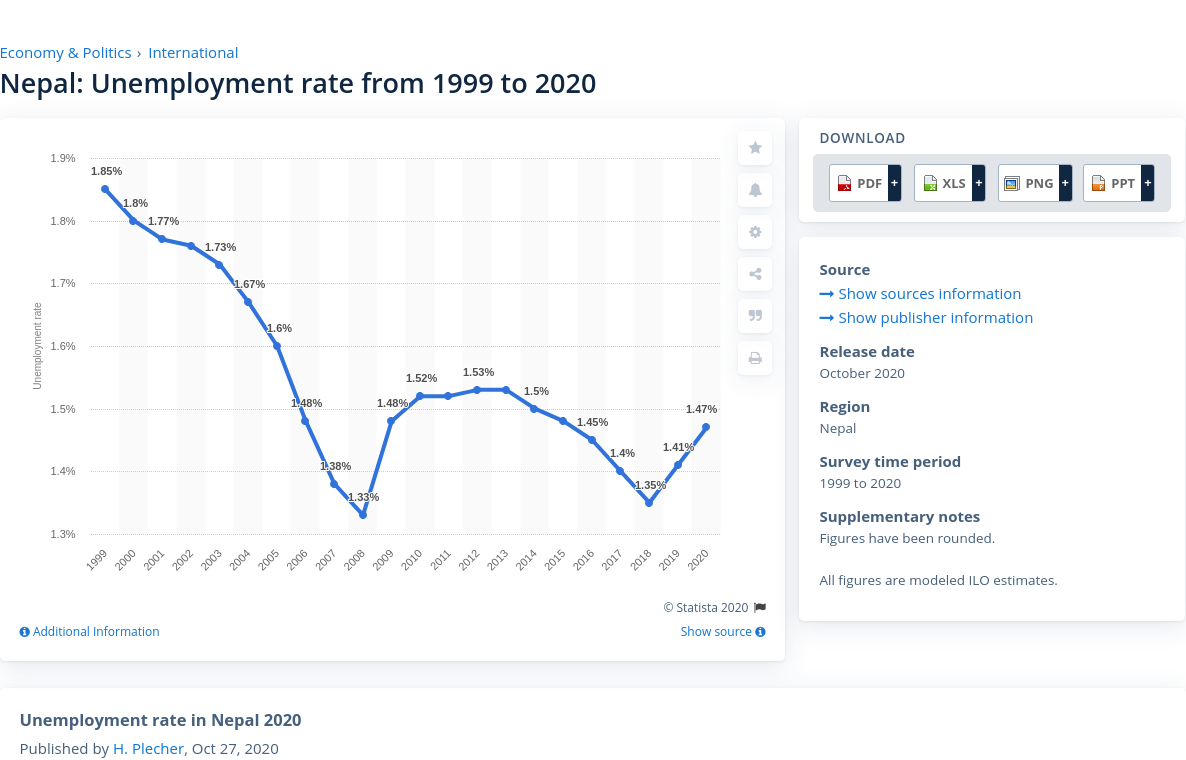 Economy & Politics › International
Nepal: Unemployment rate from 1999 to 2020
1.9%
1.8%
1.7%
1.6%
1.5%
1.4%
1.3%
Unemployment rate
1.85%
1.8%
1.77%
1.73%
1.67%
1.6%
1.48%
1.38%
1.33%
1.48%
1.52%
1.53%
1.5%
1.45%
1.4%
1.35%
1.41%
1.47%
1999 2000 2001 2002 2003 2004 2005 2006 2007 2008 2009 2010 2011 2012 2013 2014 2015 2016 2017 2018 2019 2020
© Statista 2020
Additional Information
Show source
DOWNLOAD
PDF + XLS + PNG + PPT +
Source
Show sources information
Show publisher information
Release date
October 2020
Region
Nepal
Survey time period
1999 to 2020
Supplementary notes
Figures have been rounded.
All figures are modeled ILO estimates.
Unemployment rate in Nepal 2020
Published by H. Plecher, Oct 27, 2020